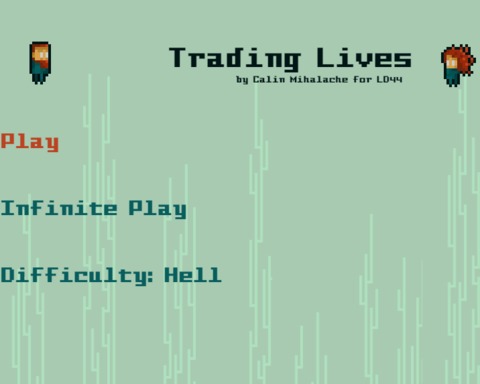 Trading Lives
by Calin Mihalache for LD44
Play
Infinite Play
Difficulty: Hell